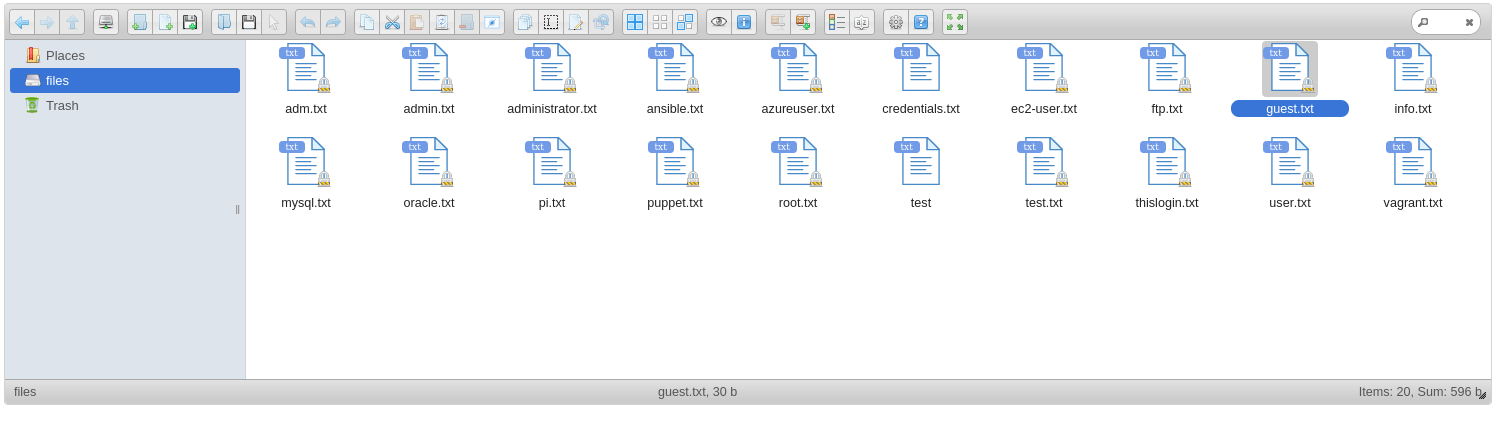 Places
files
Trash
txt txt txt txt txt txt txt txt txt txt
adm.txt admin.txt administrator.txt ansible.txt azureuser.txt credentials.txt ec2-user.txt ftp.txt guest.txt info.txt
txt txt txt txt txt txt txt txt txt txt
mysql.txt oracle.txt pi.txt puppet.txt root.txt test test.txt thislogin.txt user.txt vagrant.txt
files guest.txt, 30 b Items: 20, Sum: 596 b